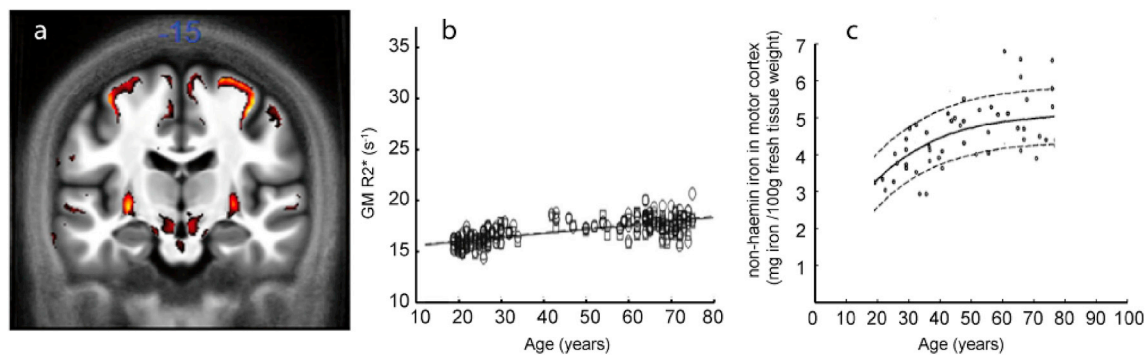 a
-15
b
GM R2* (s⁻¹)
35
30
25
20
15
10
10 20 30 40 50 60 70 80
Age (years)
c
non-haemin iron in motor cortex
(mg iron /100g fresh tissue weight)
7
6
5
4
3
2
1
0 10 20 30 40 50 60 70 80 90 100
Age (years)